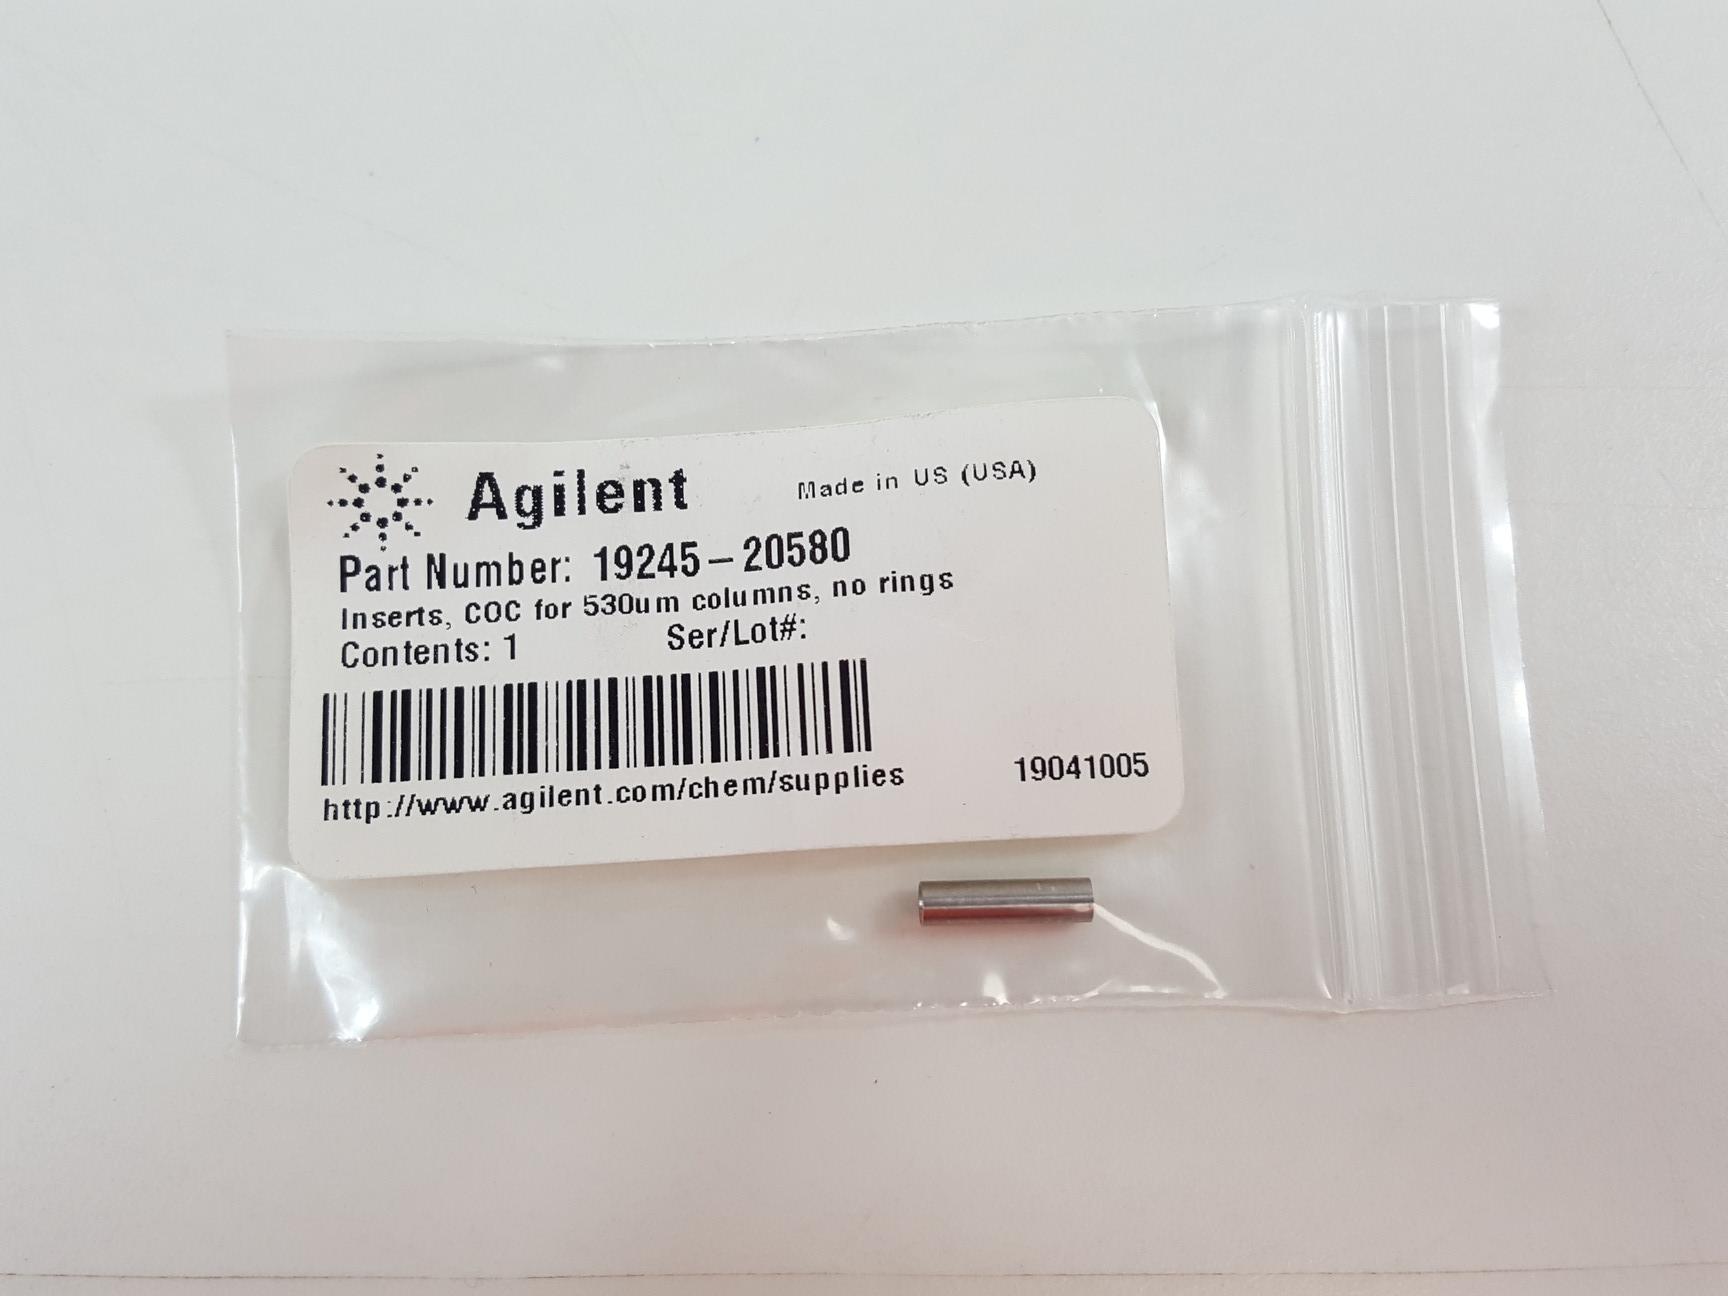 Agilent Made in US (USA)
Part Number: 19245-20580
Inserts, COC for 530um columns, no rings
Contents: 1 Ser/Lot#:
http://www.agilent.com/chem/supplies 19041005